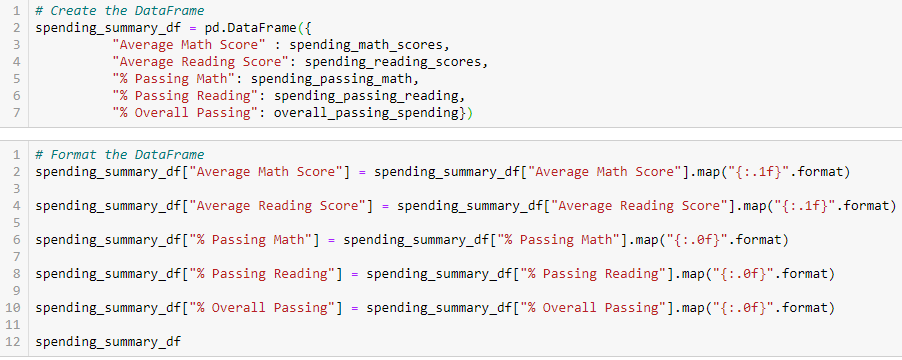 1 # Create the DataFrame
2 spending_summary_df = pd.DataFrame({
3           "Average Math Score" : spending_math_scores,
4           "Average Reading Score": spending_reading_scores,
5           "% Passing Math": spending_passing_math,
6           "% Passing Reading": spending_passing_reading,
7           "% Overall Passing": overall_passing_spending})
1 # Format the DataFrame
2 spending_summary_df["Average Math Score"] = spending_summary_df["Average Math Score"].map("{:.1f}".format)
3
4 spending_summary_df["Average Reading Score"] = spending_summary_df["Average Reading Score"].map("{:.1f}".format)
5
6 spending_summary_df["% Passing Math"] = spending_summary_df["% Passing Math"].map("{:.0f}".format)
7
8 spending_summary_df["% Passing Reading"] = spending_summary_df["% Passing Reading"].map("{:.0f}".format)
9
10 spending_summary_df["% Overall Passing"] = spending_summary_df["% Overall Passing"].map("{:.0f}".format)
11
12 spending_summary_df